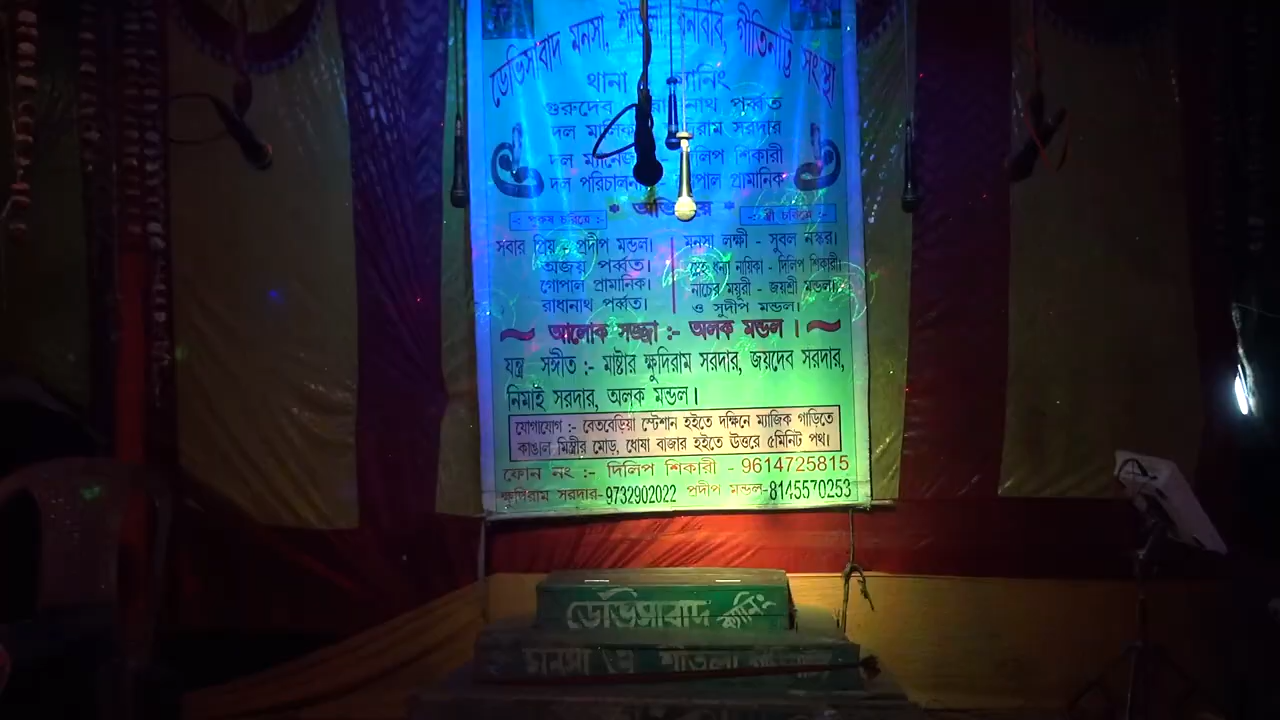 ডেভিসাবাদ মনসা, শীতলা, বনবিবি, গীতিনাট্ট সংস্থা
থানা ক্যানিং
গুরুদেব নাথ পর্ব্বত
দল মালিক সরদার
দল ম্যানেজ দিলিপ শিকারী
দল পরিচালনা গোপাল প্রামানিক
* অভিনয় *
-: পুরুষ চরিত্রে :-
-: স্ত্রী চরিত্রে :-
সবার প্রিয় - প্রদীপ মন্ডল।
অজয় পর্ব্বত।
গোপাল প্রামানিক।
রাধানাথ পর্ব্বত।
মনসা লক্ষী - সুবল নস্কর।
ধন্যা নায়িকা - দিলিপ শিকারী।
নাচের ময়ুরী - জয়শ্রী মন্ডল।
ও সুদীপ মন্ডল।
আলোক সজ্জা :- অলক মন্ডল ।
যন্ত্র সঙ্গীত :- মাষ্টার ক্ষুদিরাম সরদার, জয়দেব সরদার,
নিমাই সরদার, অলক মন্ডল ।
যোগাযোগ :- বেতবেড়িয়া স্টেশান হইতে দক্ষিনে ম্যাজিক গাড়িতে
কাঙাল মিস্ত্রীর মোড়, ধোষা বাজার হইতে উত্তরে ৫মিনিট পথ।
ফোন নং :- দিলিপ শিকারী - 9614725815
ক্ষুদিরাম সরদার-9732902022 প্রদীপ মন্ডল-8145570253
ডেভিসাবাদ ক্যানিং
মনসা ও শীতলা